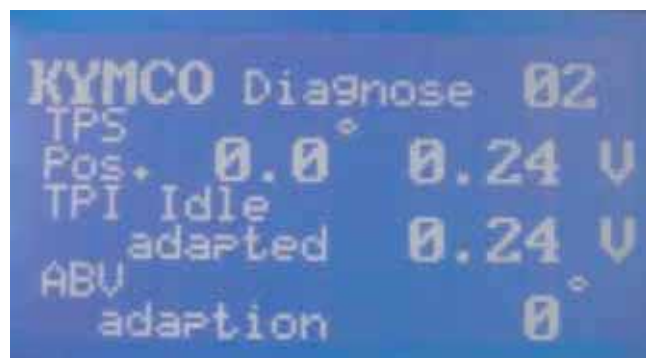 KYMCO Diagnose 02
TPS
Pos. 0.0° 0.24 V
TPI Idle
adapted 0.24 V
ABV
adaption 0°